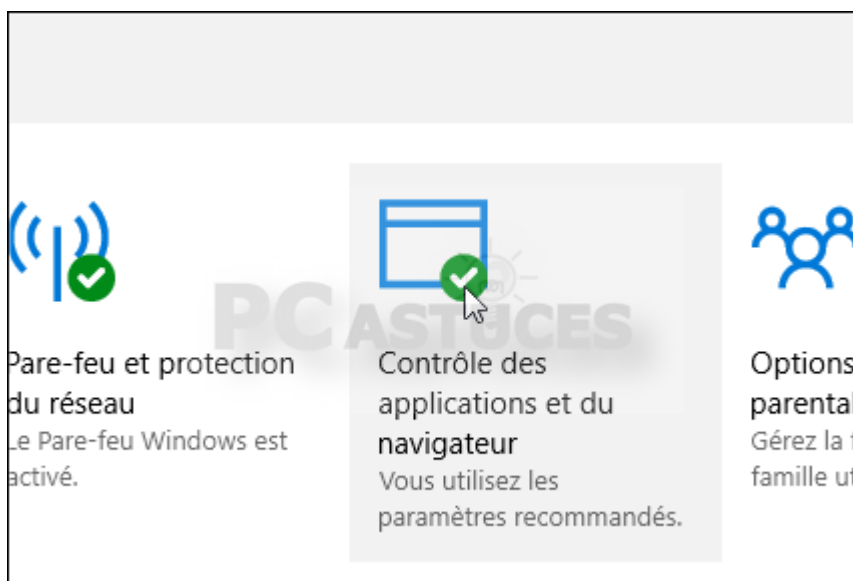 PC ASTUCES
Pare-feu et protection
du réseau
Le Pare-feu Windows est
activé.
Contrôle des
applications et du
navigateur
Vous utilisez les
paramètres recommandés.
Options
parental
Gérez la
famille ut